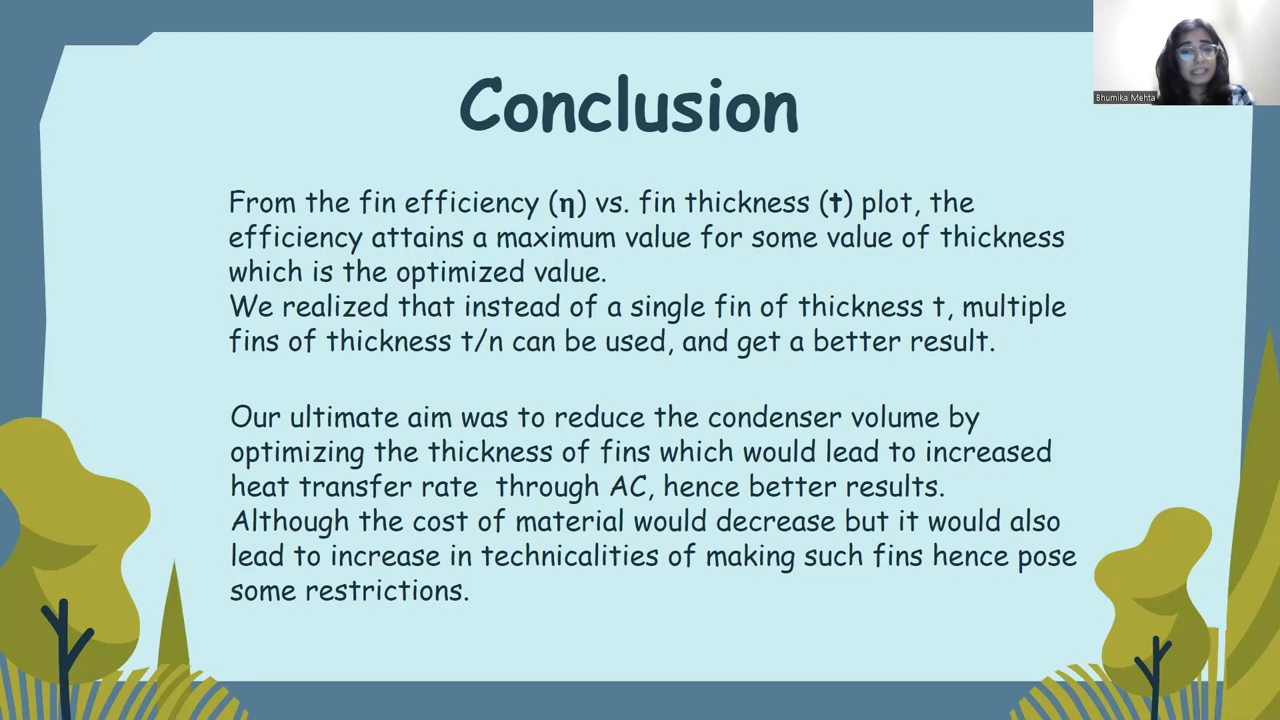 Conclusion
Bhumika Mehta
From the fin efficiency (η) vs. fin thickness (t) plot, the
efficiency attains a maximum value for some value of thickness
which is the optimized value.
We realized that instead of a single fin of thickness t, multiple
fins of thickness t/n can be used, and get a better result.
Our ultimate aim was to reduce the condenser volume by
optimizing the thickness of fins which would lead to increased
heat transfer rate  through AC, hence better results.
Although the cost of material would decrease but it would also
lead to increase in technicalities of making such fins hence pose
some restrictions.